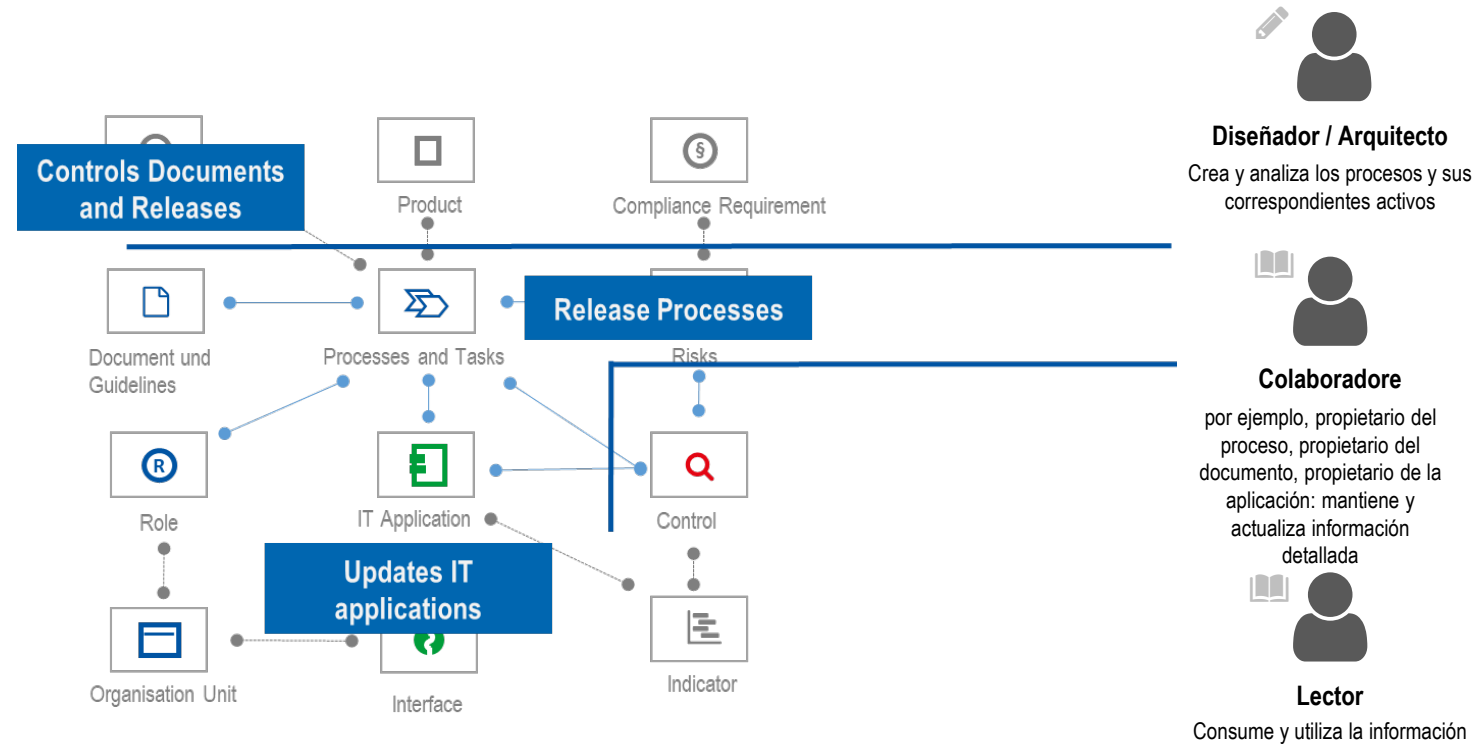 Controls Documents
and Releases
Product
Compliance Requirement
§
Document und
Guidelines
Processes and Tasks
Release Processes
Risks
R
Role
IT Application
Control
Updates IT
applications
Organisation Unit
Interface
Indicator
Diseñador / Arquitecto
Crea y analiza los procesos y sus
correspondientes activos
Colaboradore
por ejemplo, propietario del
proceso, propietario del
documento, propietario de la
aplicación: mantiene y
actualiza información
detallada
Lector
Consume y utiliza la información